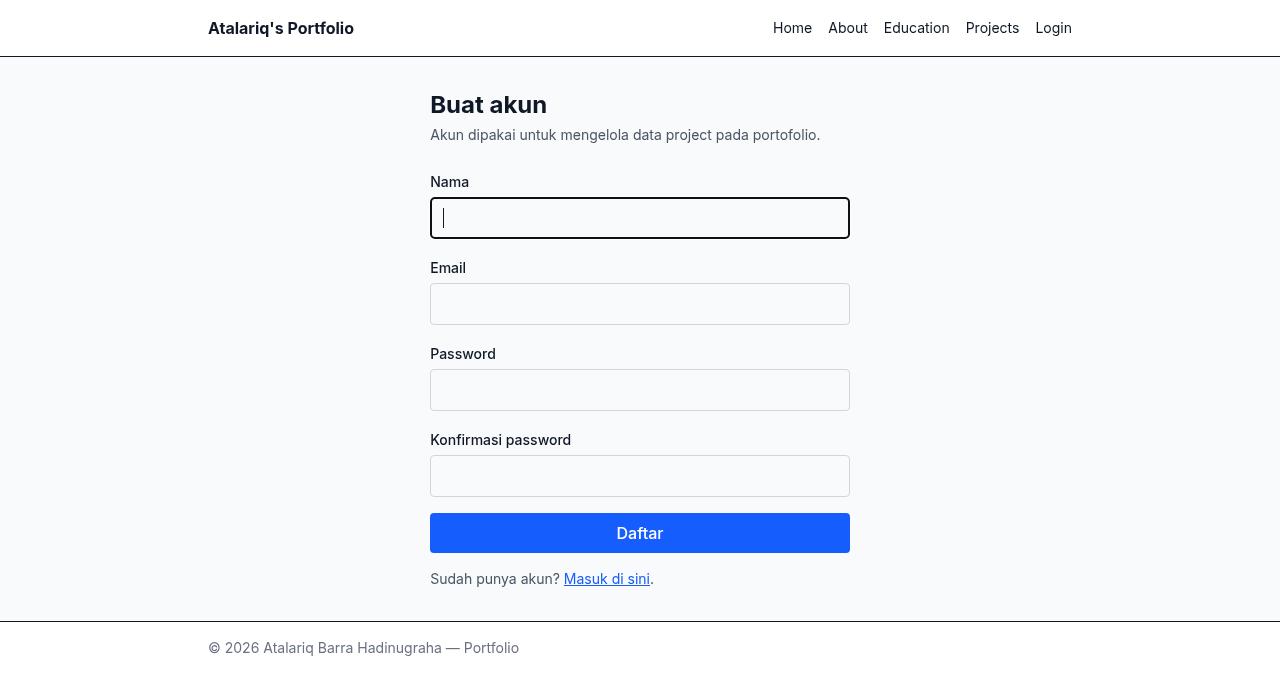 Atalariq's Portfolio
Home About Education Projects Login
Buat akun
Akun dipakai untuk mengelola data project pada portofolio.
Nama
Email
Password
Konfirmasi password
Daftar
Sudah punya akun? Masuk di sini.
© 2026 Atalariq Barra Hadinugraha — Portfolio